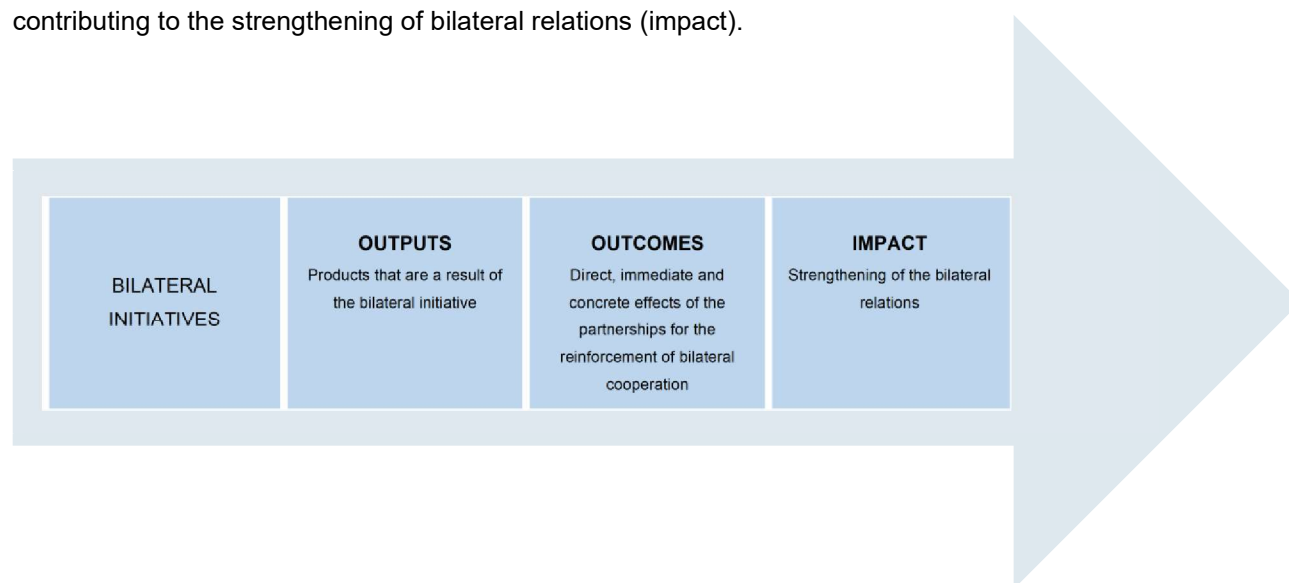 contributing to the strengthening of bilateral relations (impact).
BILATERAL
INITIATIVES
OUTPUTS
Products that are a result of
the bilateral initiative
OUTCOMES
Direct, immediate and
concrete effects of the
partnerships for the
reinforcement of bilateral
cooperation
IMPACT
Strengthening of the bilateral
relations